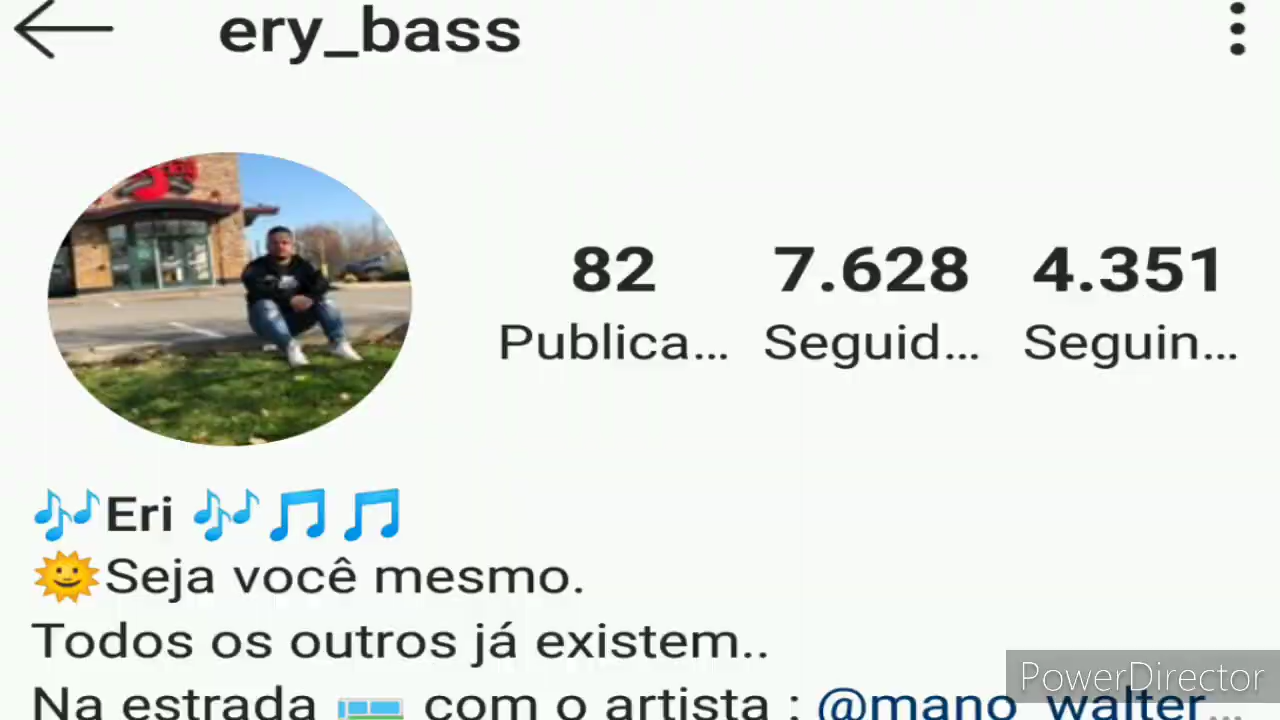 ery_bass
82 7.628 4.351
Publica... Seguid... Seguin...
🎶Eri 🎶🎵🎵
🌞Seja você mesmo.
Todos os outros já existem..
Na estrada 🚌 com o artista : @mano_walter...
PowerDirector